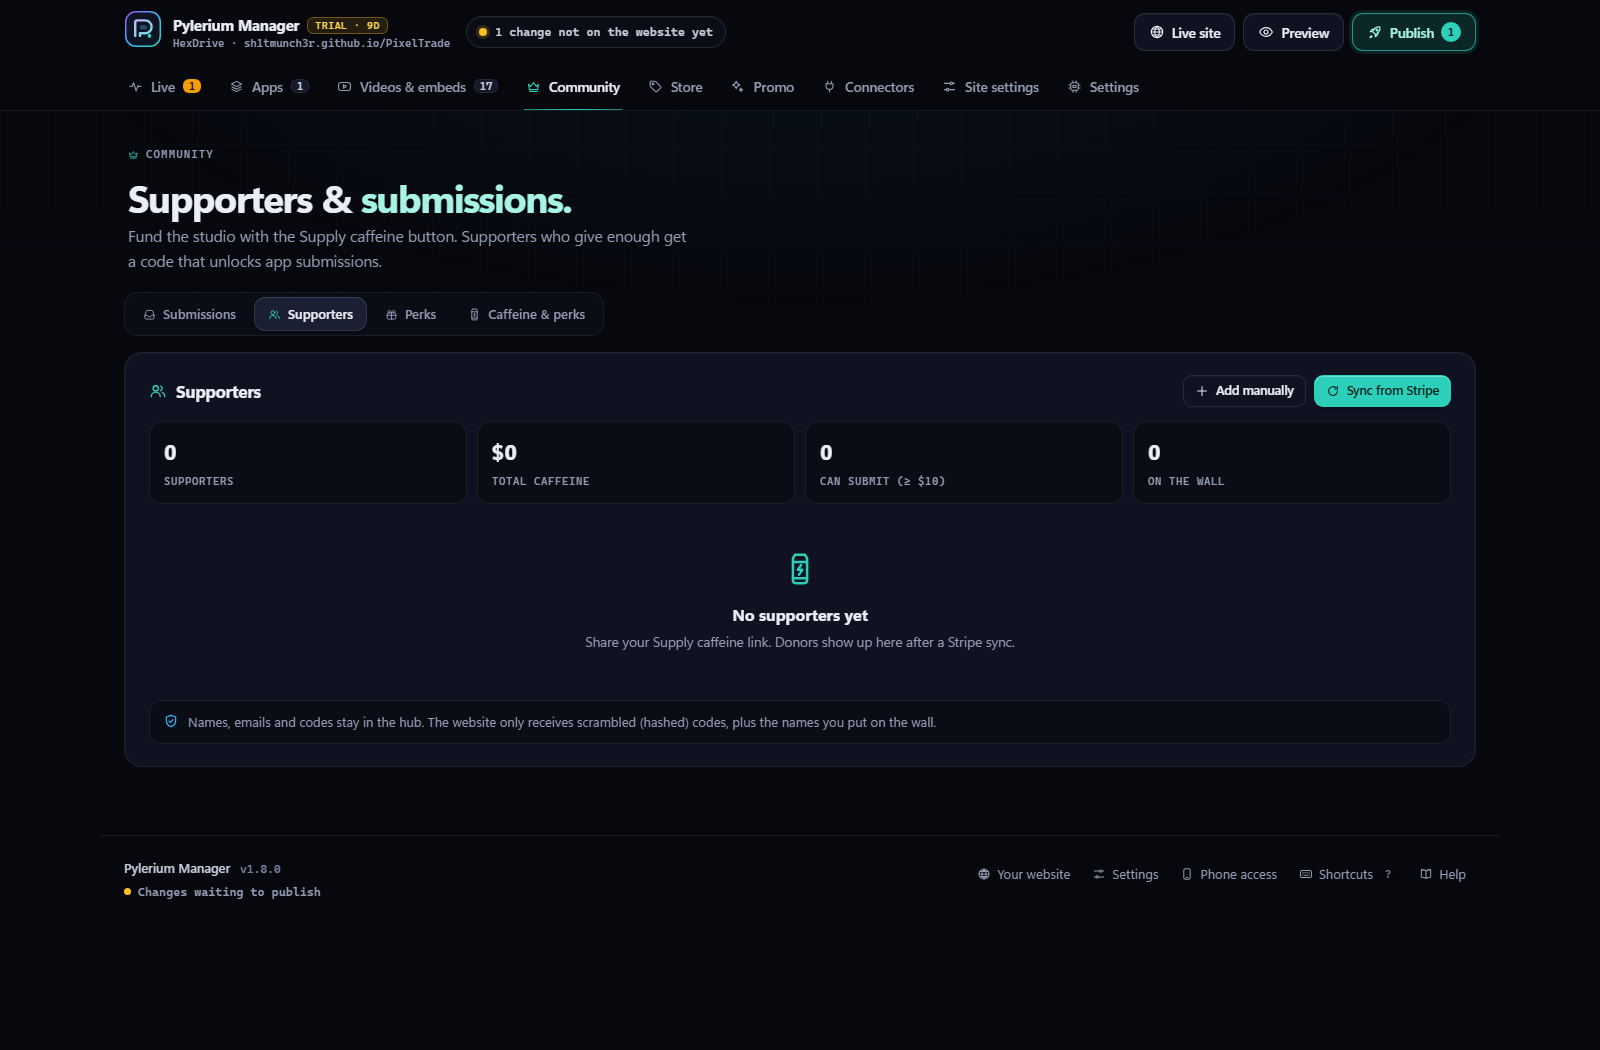 Pylerium Manager TRIAL · 9D
HexDrive · sh1tmunch3r.github.io/PixelTrade
1 change not on the website yet
Live site
Preview
Publish 1
Live 1
Apps 1
Videos & embeds 17
Community
Store
Promo
Connectors
Site settings
Settings
COMMUNITY
Supporters & submissions.
Fund the studio with the Supply caffeine button. Supporters who give enough get
a code that unlocks app submissions.
Submissions
Supporters
Perks
Caffeine & perks
Supporters
Add manually
Sync from Stripe
0
SUPPORTERS
$0
TOTAL CAFFEINE
0
CAN SUBMIT (≥ $10)
0
ON THE WALL
No supporters yet
Share your Supply caffeine link. Donors show up here after a Stripe sync.
Names, emails and codes stay in the hub. The website only receives scrambled (hashed) codes, plus the names you put on the wall.
Pylerium Manager v1.8.0
Changes waiting to publish
Your website
Settings
Phone access
Shortcuts ?
Help